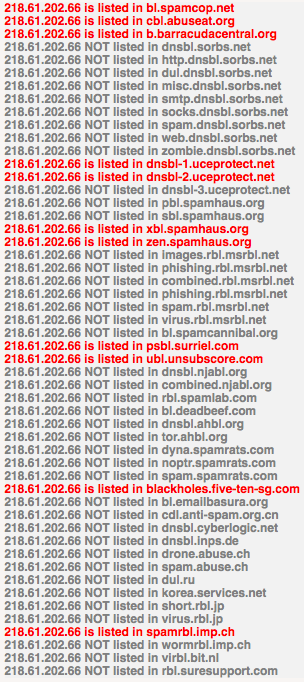 218.61.202.66 is listed in bl.spamcop.net
218.61.202.66 is listed in cbl.abuseat.org
218.61.202.66 is listed in b.barracudacentral.org
218.61.202.66 NOT listed in dnsbl.sorbs.net
218.61.202.66 NOT listed in http.dnsbl.sorbs.net
218.61.202.66 NOT listed in dul.dnsbl.sorbs.net
218.61.202.66 NOT listed in misc.dnsbl.sorbs.net
218.61.202.66 NOT listed in smtp.dnsbl.sorbs.net
218.61.202.66 NOT listed in socks.dnsbl.sorbs.net
218.61.202.66 NOT listed in spam.dnsbl.sorbs.net
218.61.202.66 NOT listed in web.dnsbl.sorbs.net
218.61.202.66 NOT listed in zombie.dnsbl.sorbs.net
218.61.202.66 is listed in dnsbl-1.uceprotect.net
218.61.202.66 is listed in dnsbl-2.uceprotect.net
218.61.202.66 NOT listed in dnsbl-3.uceprotect.net
218.61.202.66 NOT listed in pbl.spamhaus.org
218.61.202.66 NOT listed in sbl.spamhaus.org
218.61.202.66 is listed in xbl.spamhaus.org
218.61.202.66 is listed in zen.spamhaus.org
218.61.202.66 NOT listed in images.rbl.msrbl.net
218.61.202.66 NOT listed in phishing.rbl.msrbl.net
218.61.202.66 NOT listed in combined.rbl.msrbl.net
218.61.202.66 NOT listed in phishing.rbl.msrbl.net
218.61.202.66 NOT listed in spam.rbl.msrbl.net
218.61.202.66 NOT listed in virus.rbl.msrbl.net
218.61.202.66 NOT listed in bl.spamcannibal.org
218.61.202.66 is listed in psbl.surriel.com
218.61.202.66 is listed in ubl.unsubscore.com
218.61.202.66 NOT listed in dnsbl.njabl.org
218.61.202.66 NOT listed in combined.njabl.org
218.61.202.66 NOT listed in rbl.spamlab.com
218.61.202.66 NOT listed in bl.deadbeef.com
218.61.202.66 NOT listed in dnsbl.ahbl.org
218.61.202.66 NOT listed in tor.ahbl.org
218.61.202.66 NOT listed in dyna.spamrats.com
218.61.202.66 NOT listed in noptr.spamrats.com
218.61.202.66 NOT listed in spam.spamrats.com
218.61.202.66 is listed in blackholes.five-ten-sg.com
218.61.202.66 NOT listed in bl.emailbasura.org
218.61.202.66 NOT listed in cdl.anti-spam.org.cn
218.61.202.66 NOT listed in dnsbl.cyberlogic.net
218.61.202.66 NOT listed in dnsbl.inps.de
218.61.202.66 NOT listed in drone.abuse.ch
218.61.202.66 NOT listed in spam.abuse.ch
218.61.202.66 NOT listed in dul.ru
218.61.202.66 NOT listed in korea.services.net
218.61.202.66 NOT listed in short.rbl.jp
218.61.202.66 NOT listed in virus.rbl.jp
218.61.202.66 is listed in spamrbl.imp.ch
218.61.202.66 NOT listed in wormrbl.imp.ch
218.61.202.66 NOT listed in virbl.bit.nl
218.61.202.66 NOT listed in rbl.suresupport.com